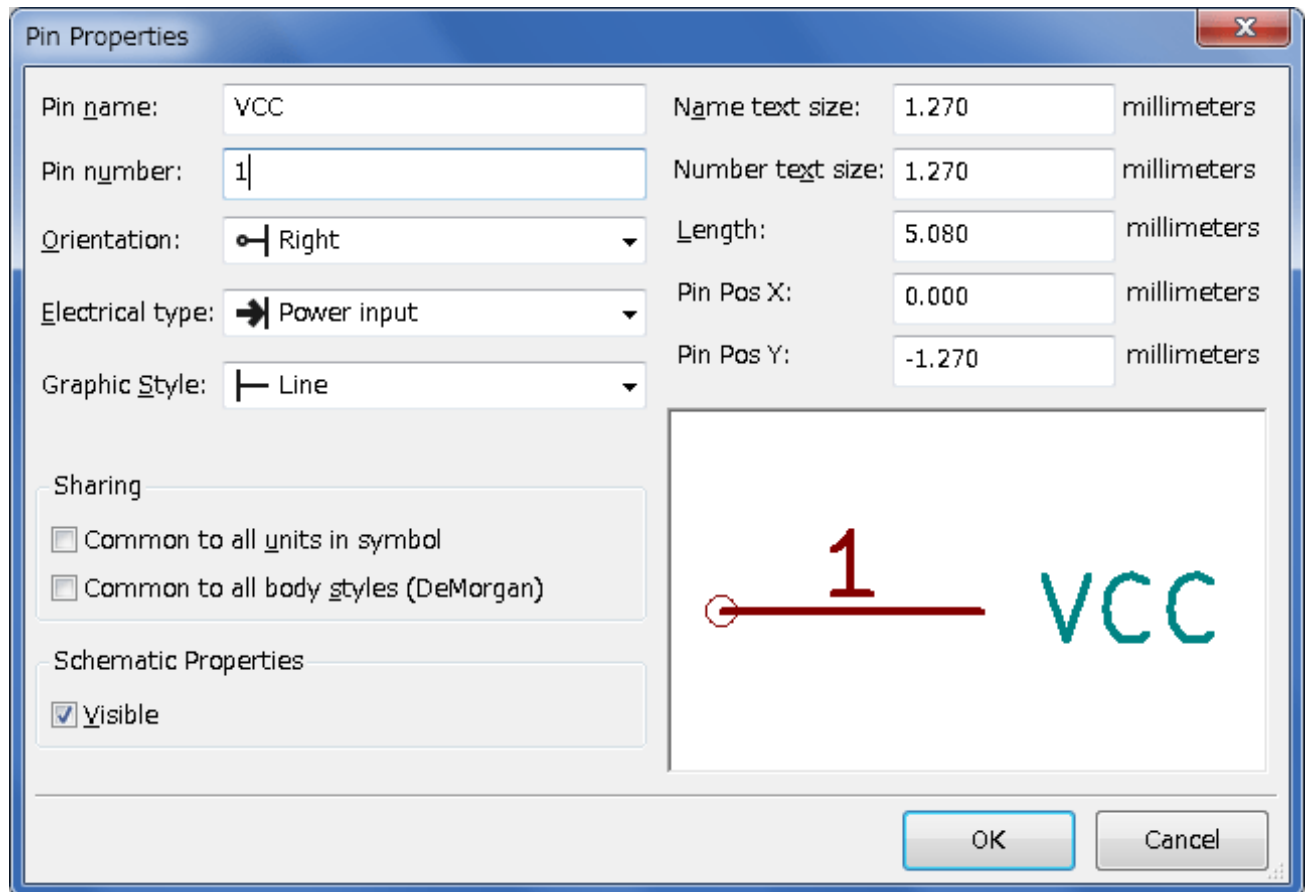 Pin Properties
Pin name: VCC
Name text size: 1.270 millimeters
Pin number: 1
Number text size: 1.270 millimeters
Orientation: Right
Length: 5.080 millimeters
Electrical type: Power input
Pin Pos X: 0.000 millimeters
Graphic Style: Line
Pin Pos Y: -1.270 millimeters
Sharing
Common to all units in symbol
Common to all body styles (DeMorgan)
Schematic Properties
Visible
1
VCC
OK
Cancel